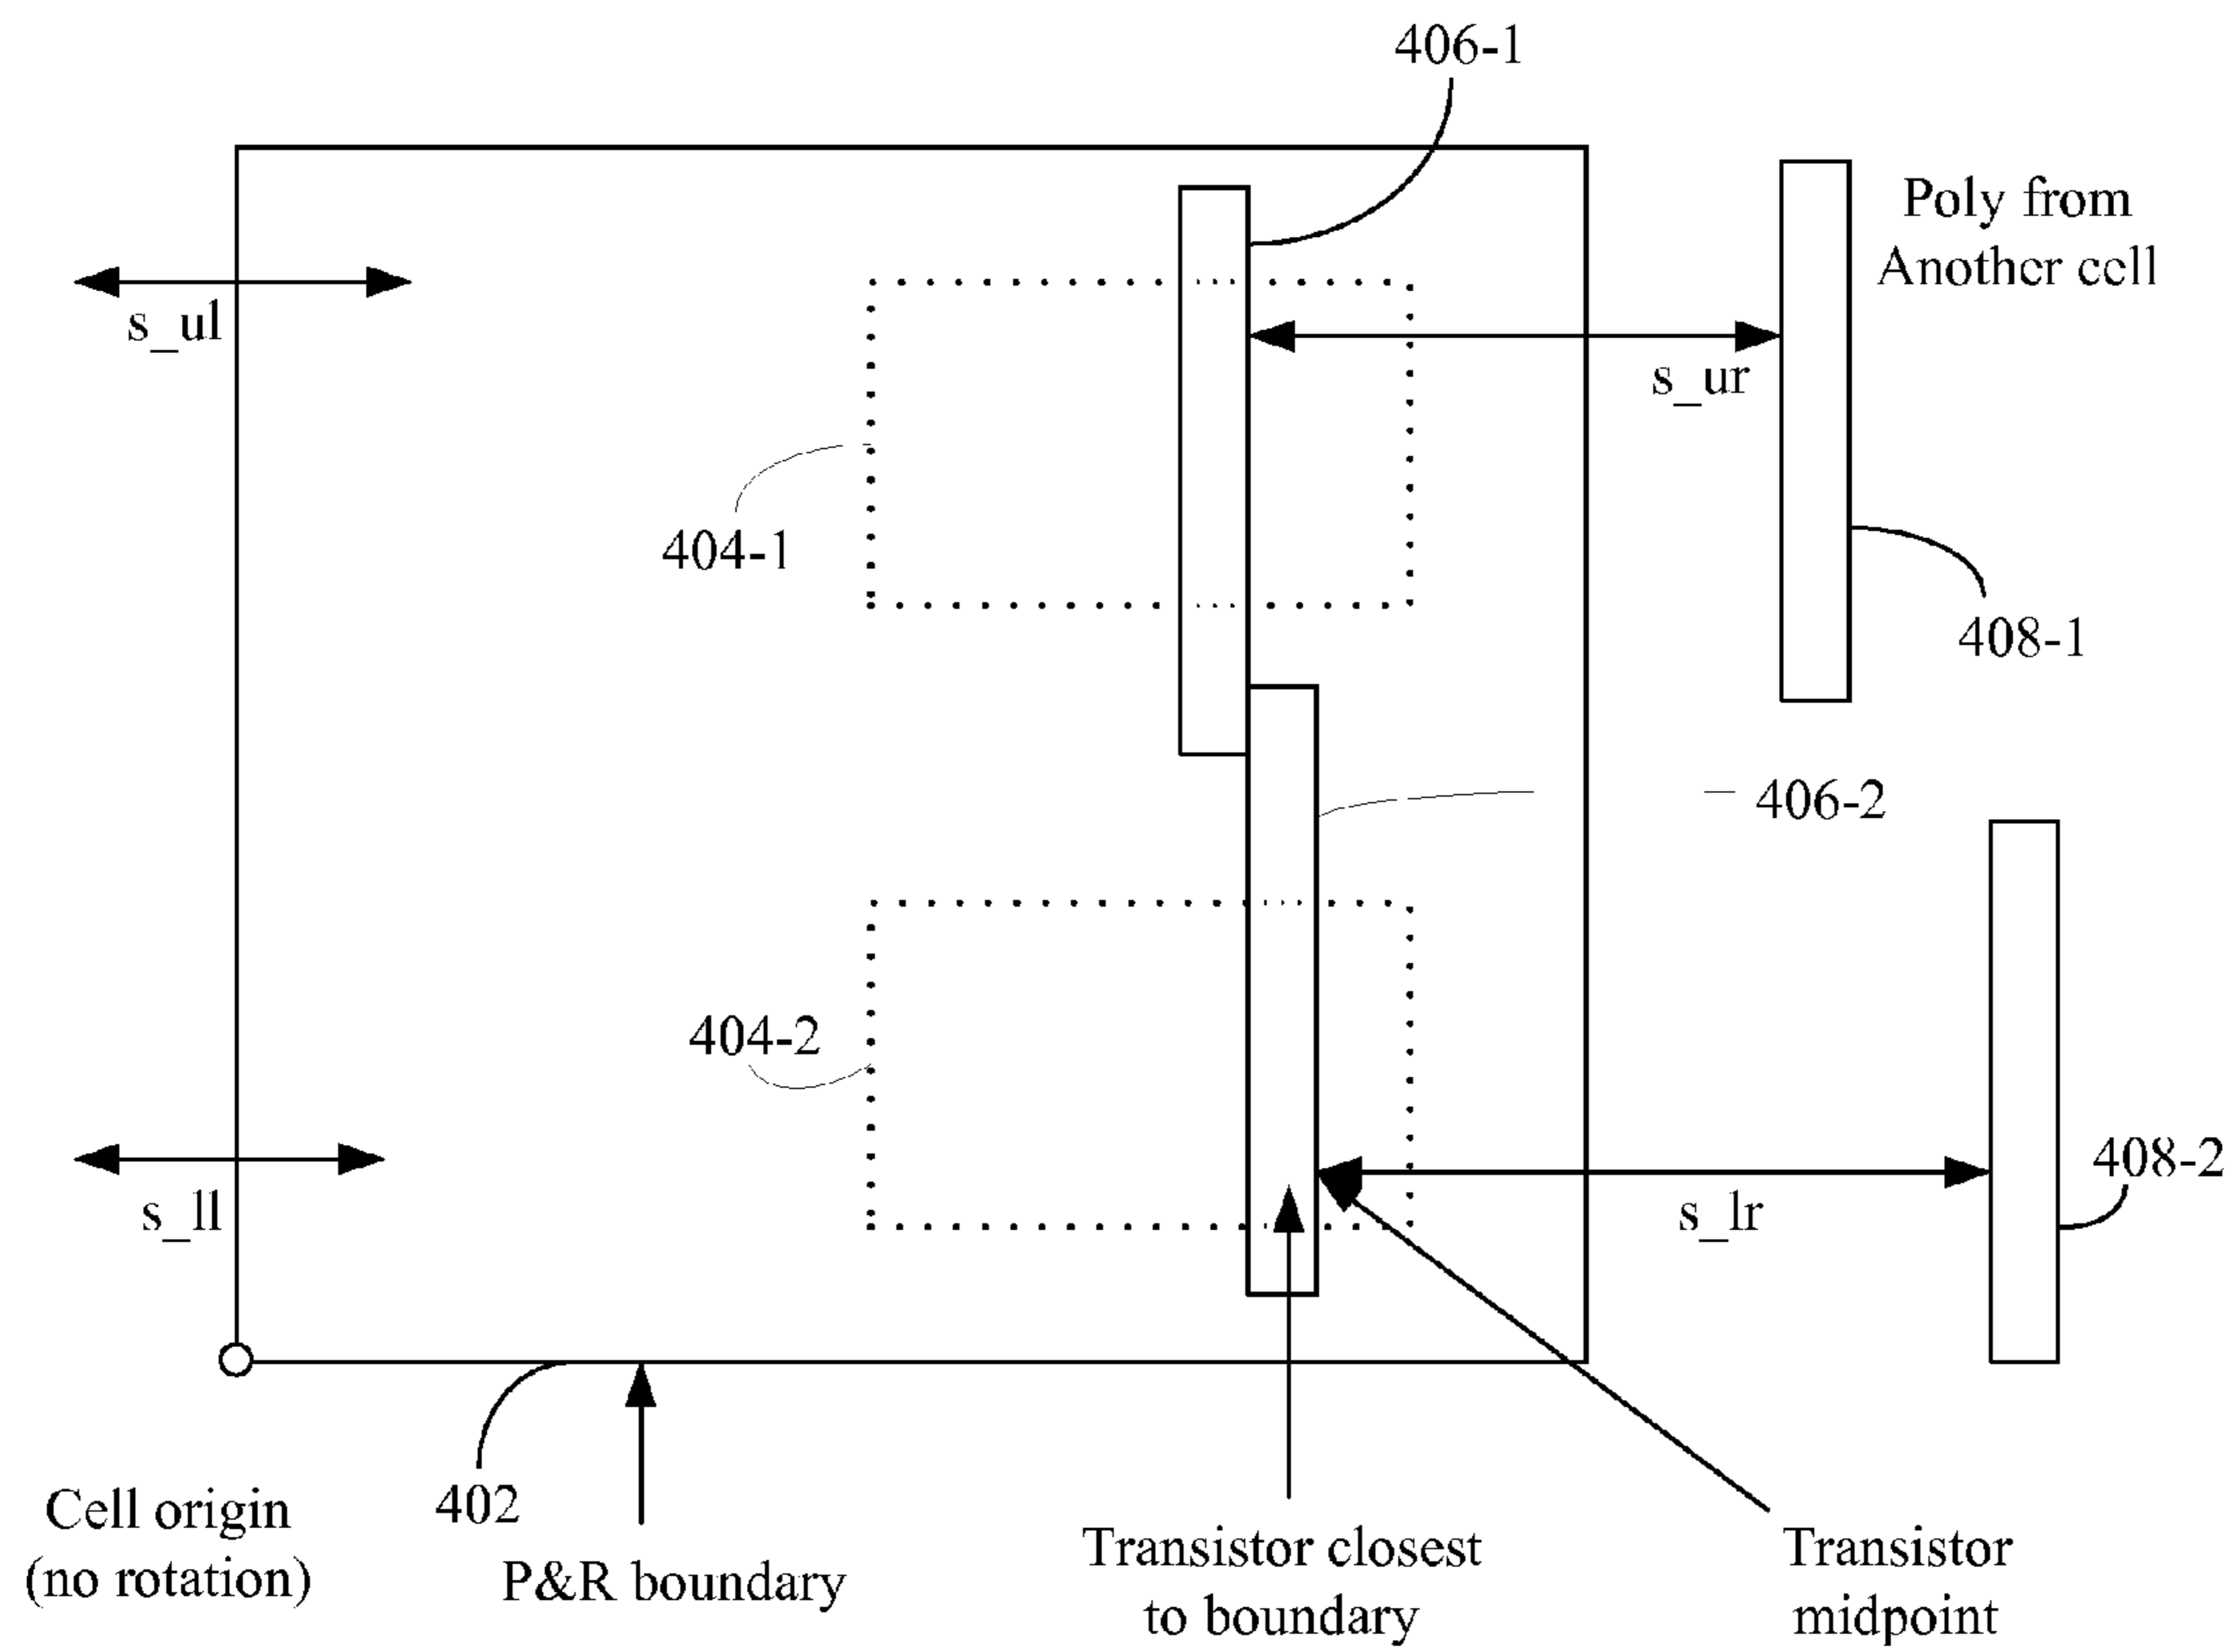 406-1
Poly from
Another cell
s_ul
s_ur
404-1
408-1
406-2
404-2
408-2
s_ll
s_lr
Cell origin
(no rotation)
402
P&R boundary
Transistor closest
to boundary
Transistor
midpoint